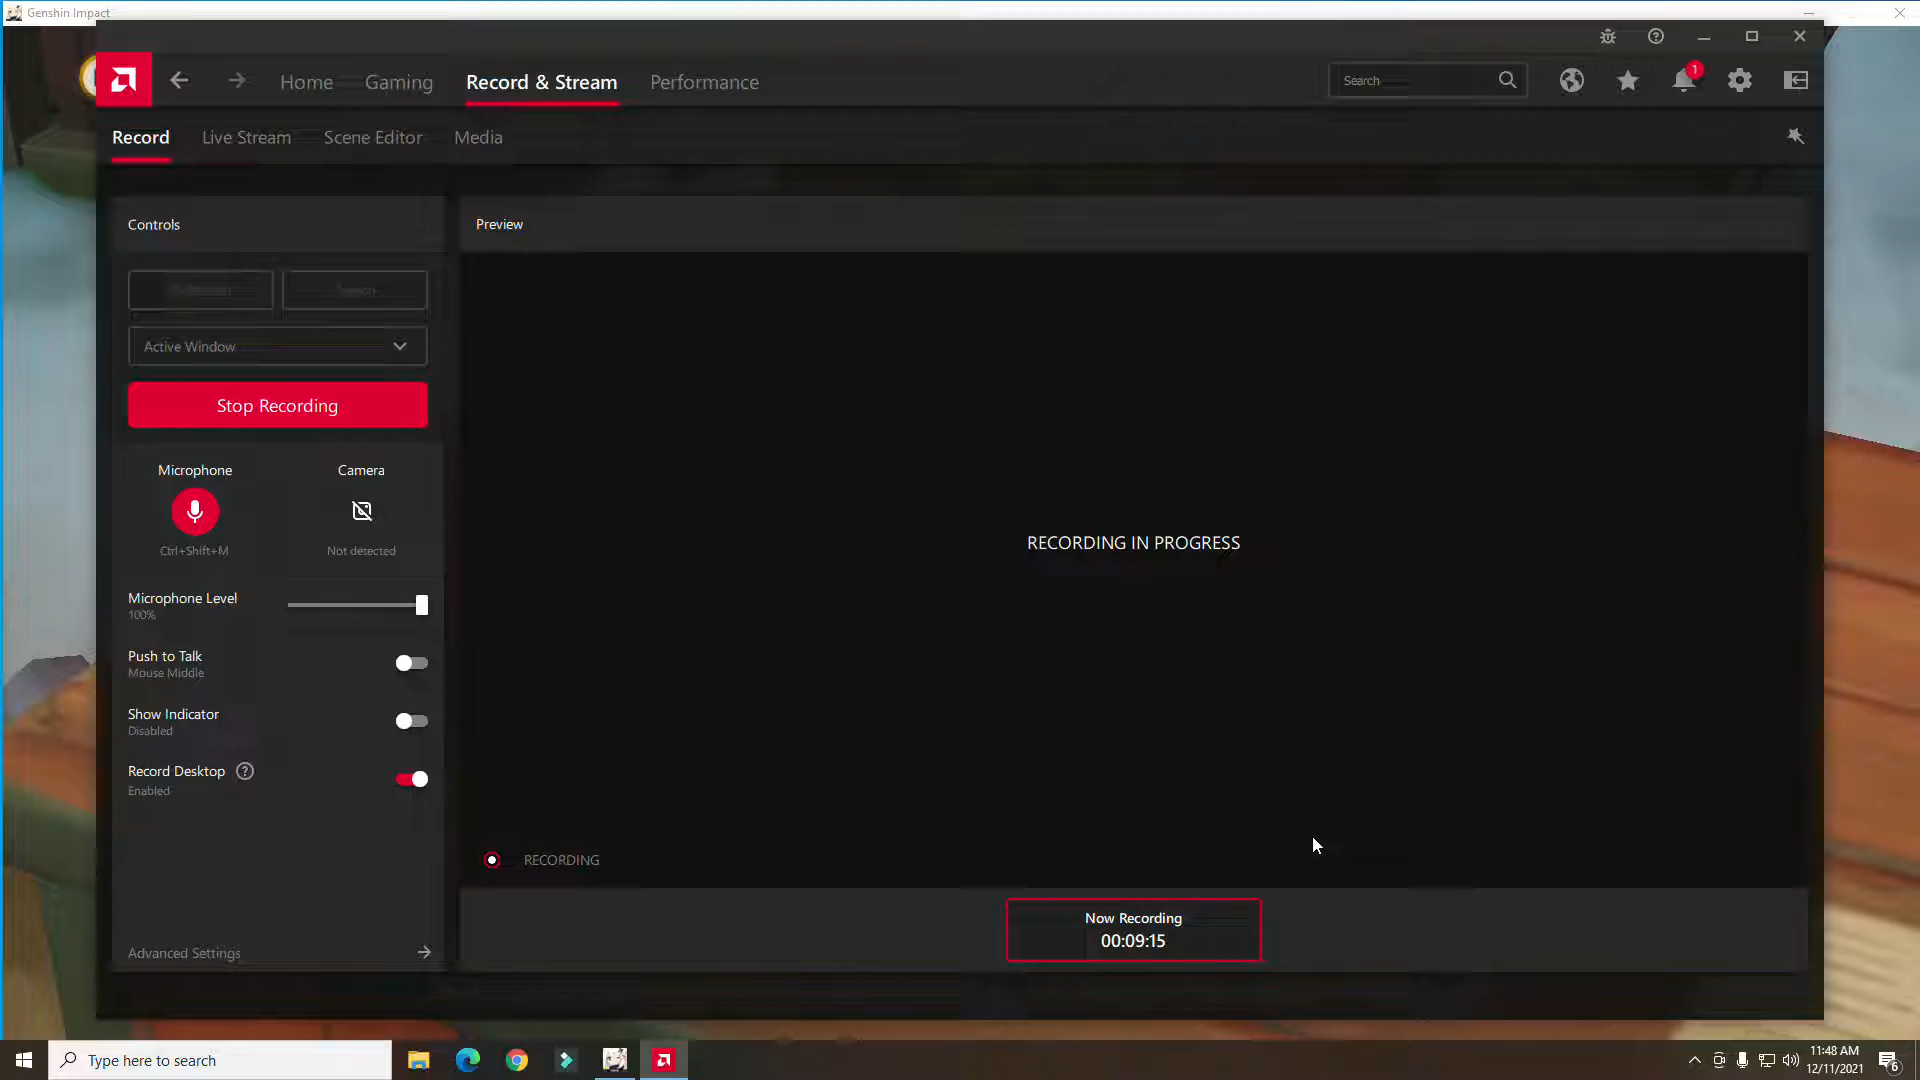 Genshin Impact
Home Gaming Record & Stream Performance
Search
1
Record Live Stream Scene Editor Media
Controls
Preview
Active Window
Stop Recording
Microphone Camera
Ctrl+Shift+M Not detected
Microphone Level
100%
Push to Talk
Mouse Middle
Show Indicator
Disabled
Record Desktop ?
Enabled
Advanced Settings
RECORDING IN PROGRESS
RECORDING
Now Recording
00:09:15
Type here to search
11:48 AM
12/11/2021
6